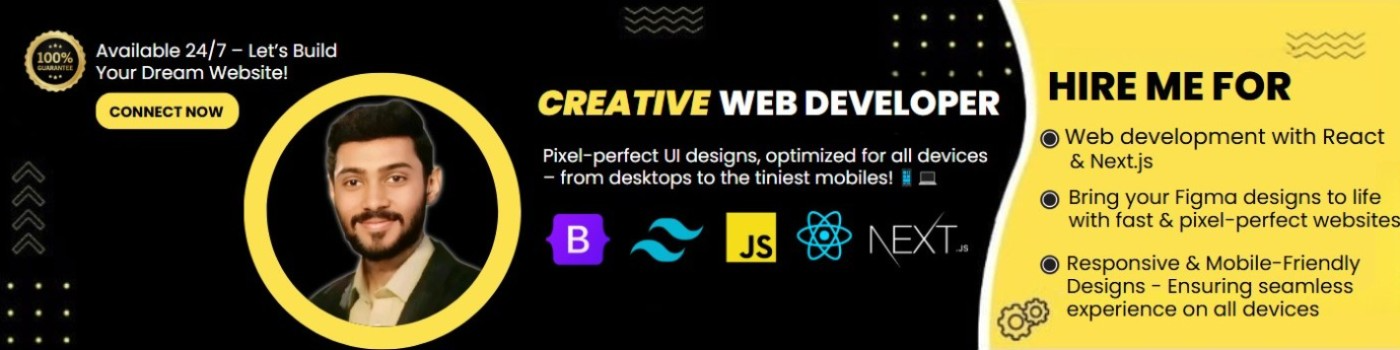 100%
GUARANTEE
Available 24/7 – Let's Build
Your Dream Website!
CONNECT NOW
CREATIVE WEB DEVELOPER
Pixel-perfect UI designs, optimized for all devices
– from desktops to the tiniest mobiles! 📱💻
B
JS
NEXT.JS
HIRE ME FOR
Web development with React
& Next.js
Bring your Figma designs to life
with fast & pixel-perfect websites
Responsive & Mobile-Friendly
Designs - Ensuring seamless
experience on all devices